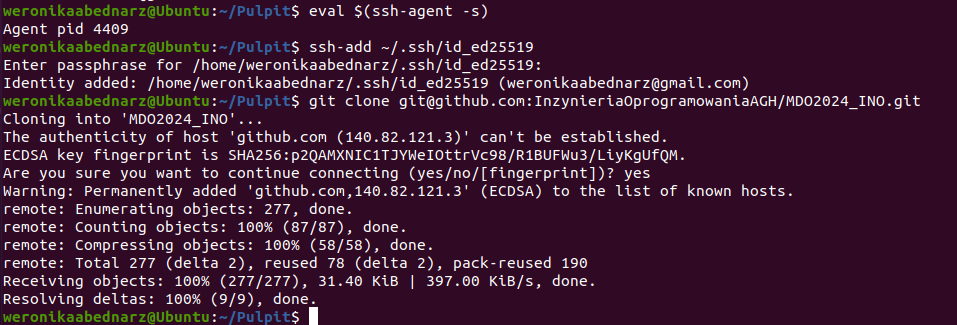 weronikaabednarz@Ubuntu:~/Pulpit$ eval $(ssh-agent -s)
Agent pid 4409
weronikaabednarz@Ubuntu:~/Pulpit$ ssh-add ~/.ssh/id_ed25519
Enter passphrase for /home/weronikaabednarz/.ssh/id_ed25519:
Identity added: /home/weronikaabednarz/.ssh/id_ed25519 (weronikaabednarz@gmail.com)
weronikaabednarz@Ubuntu:~/Pulpit$ git clone git@github.com:InzynieriaOprogramowaniaAGH/MDO2024_INO.git
Cloning into 'MDO2024_INO'...
The authenticity of host 'github.com (140.82.121.3)' can't be established.
ECDSA key fingerprint is SHA256:p2QAMXNIC1TJYWeIOttrVc98/R1BUFWu3/LiyKgUfQM.
Are you sure you want to continue connecting (yes/no/[fingerprint])? yes
Warning: Permanently added 'github.com,140.82.121.3' (ECDSA) to the list of known hosts.
remote: Enumerating objects: 277, done.
remote: Counting objects: 100% (87/87), done.
remote: Compressing objects: 100% (58/58), done.
remote: Total 277 (delta 2), reused 78 (delta 2), pack-reused 190
Receiving objects: 100% (277/277), 31.40 KiB | 397.00 KiB/s, done.
Resolving deltas: 100% (9/9), done.
weronikaabednarz@Ubuntu:~/Pulpit$